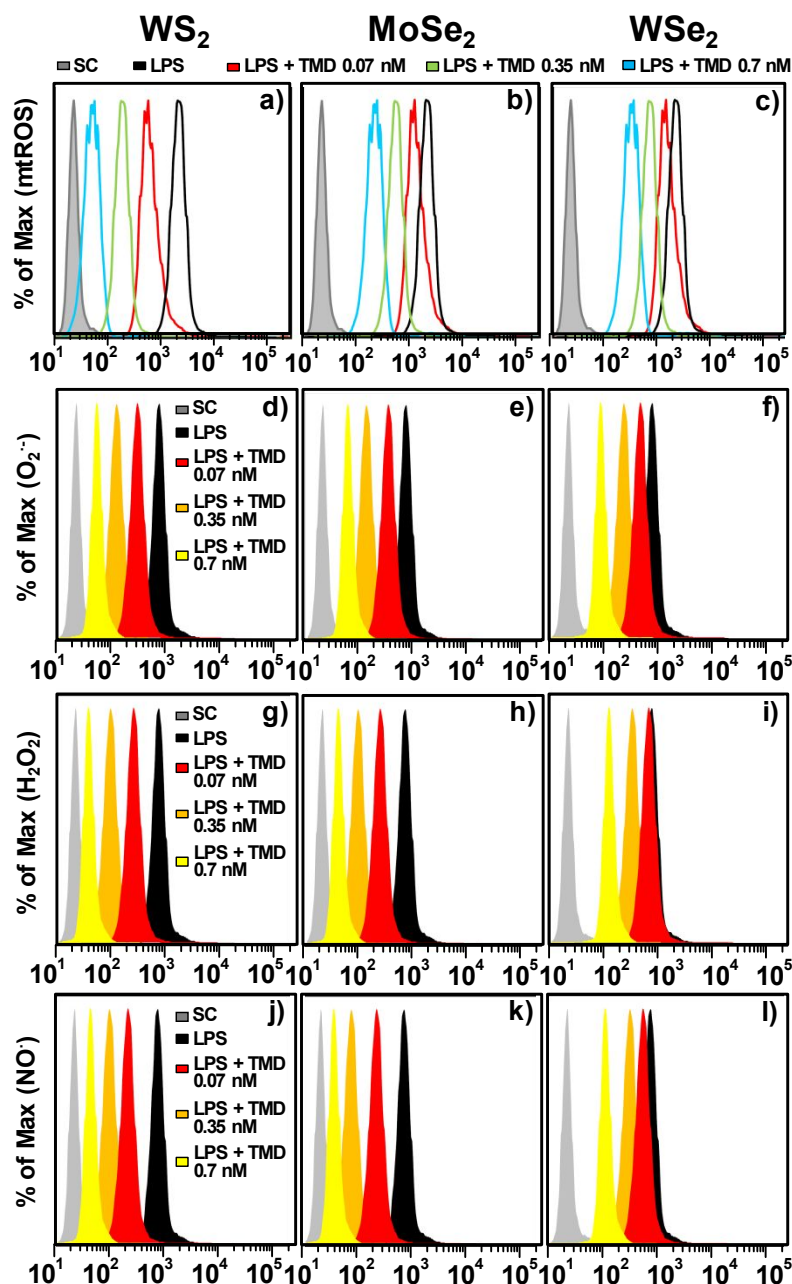 WS₂ MoSe₂ WSe₂
SC LPS LPS + TMD 0.07 nM LPS + TMD 0.35 nM LPS + TMD 0.7 nM
% of Max (mtROS)
a) b) c)
10¹ 10² 10³ 10⁴ 10⁵ 10¹ 10² 10³ 10⁴ 10⁵ 10¹ 10² 10³ 10⁴ 10⁵
% of Max (O₂·⁻)
d) e) f)
SC
LPS
LPS + TMD
0.07 nM
LPS + TMD
0.35 nM
LPS + TMD
0.7 nM
10¹ 10² 10³ 10⁴ 10⁵ 10¹ 10² 10³ 10⁴ 10⁵ 10¹ 10² 10³ 10⁴ 10⁵
% of Max (H₂O₂)
g) h) i)
SC
LPS
LPS + TMD
0.07 nM
LPS + TMD
0.35 nM
LPS + TMD
0.7 nM
10¹ 10² 10³ 10⁴ 10⁵ 10¹ 10² 10³ 10⁴ 10⁵ 10¹ 10² 10³ 10⁴ 10⁵
% of Max (NO·)
j) k) l)
SC
LPS
LPS + TMD
0.07 nM
LPS + TMD
0.35 nM
LPS + TMD
0.7 nM
10¹ 10² 10³ 10⁴ 10⁵ 10¹ 10² 10³ 10⁴ 10⁵ 10¹ 10² 10³ 10⁴ 10⁵